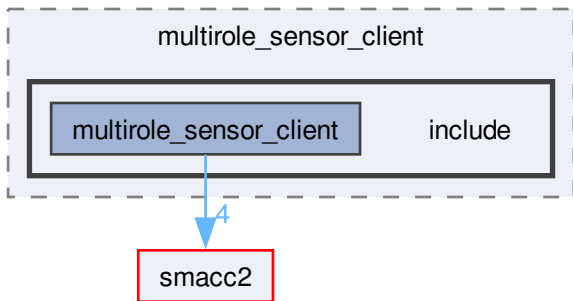 multirole_sensor_client
multirole_sensor_client include
4
smacc2